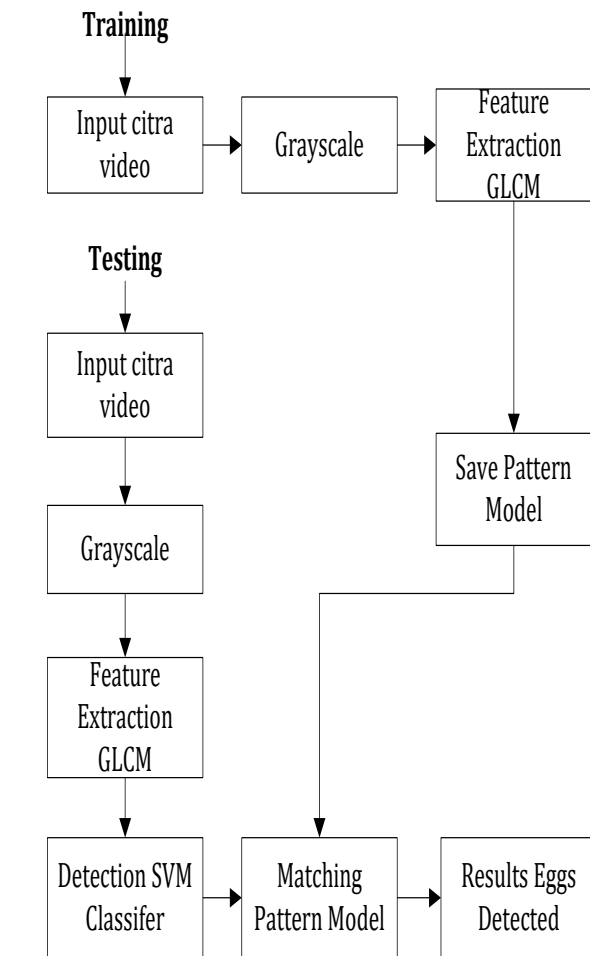 Training
Input citra
video
Grayscale
Feature
Extraction
GLCM
Testing
Input citra
video
Save Pattern
Model
Grayscale
Feature
Extraction
GLCM
Detection SVM
Classifer
Matching
Pattern Model
Results Eggs
Detected